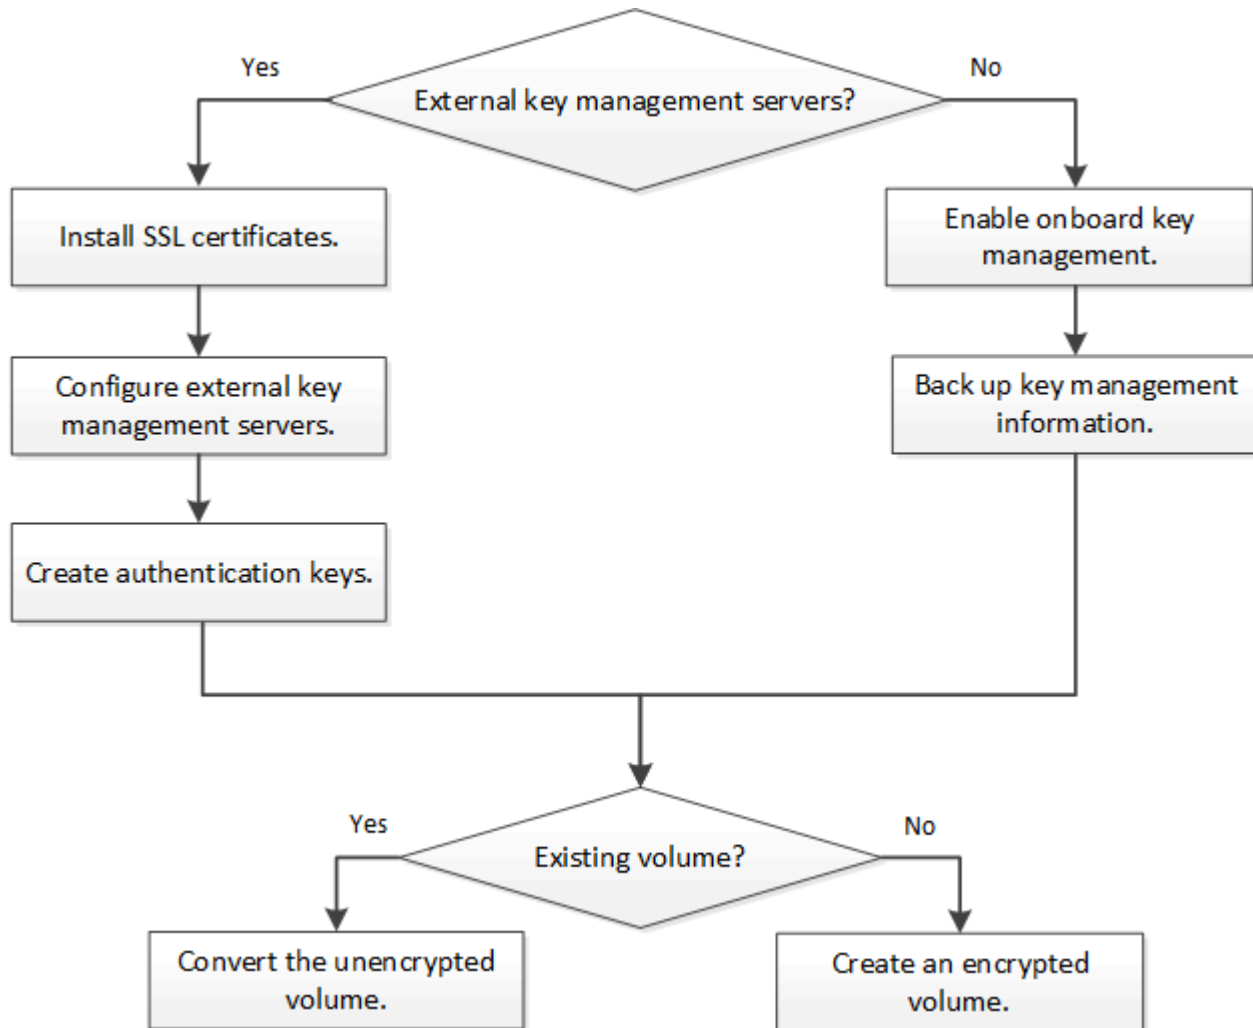 External key management servers?
Yes
No
Install SSL certificates.
Enable onboard key
management.
Configure external key
management servers.
Back up key management
information.
Create authentication keys.
Existing volume?
Yes
No
Convert the unencrypted
volume.
Create an encrypted
volume.